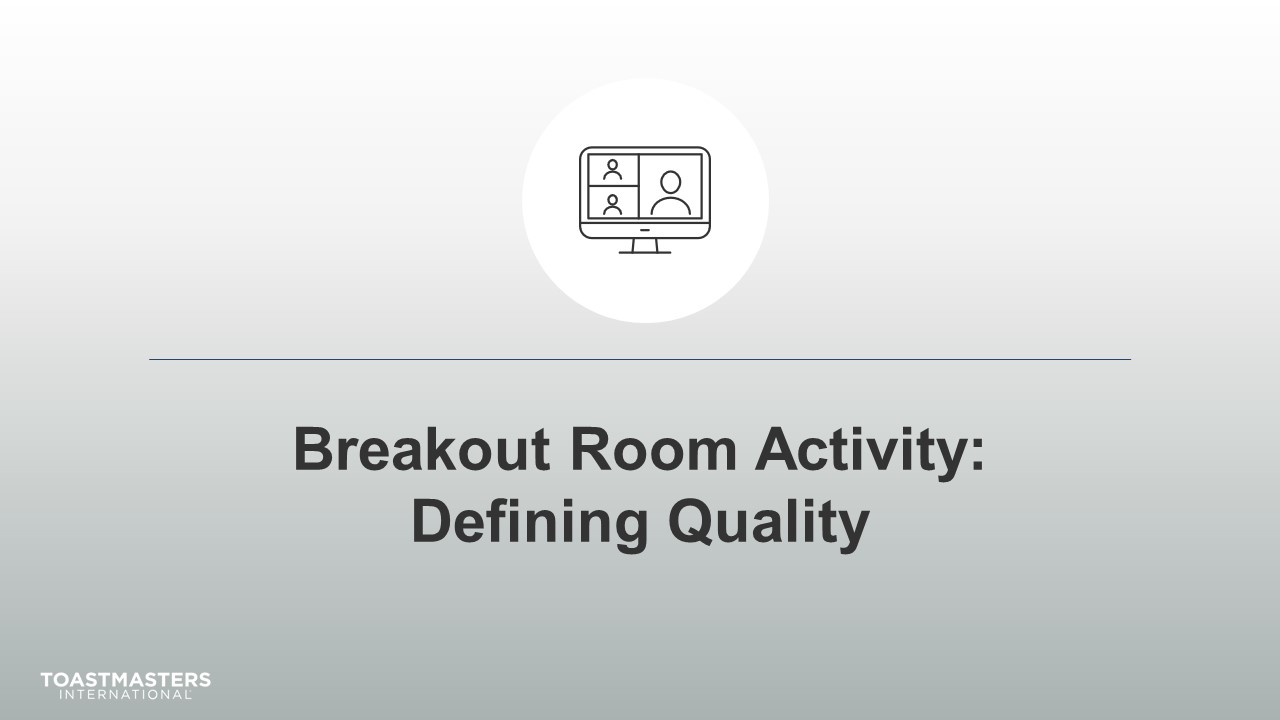 Breakout Room Activity:
Defining Quality
TOASTMASTERS
INTERNATIONAL